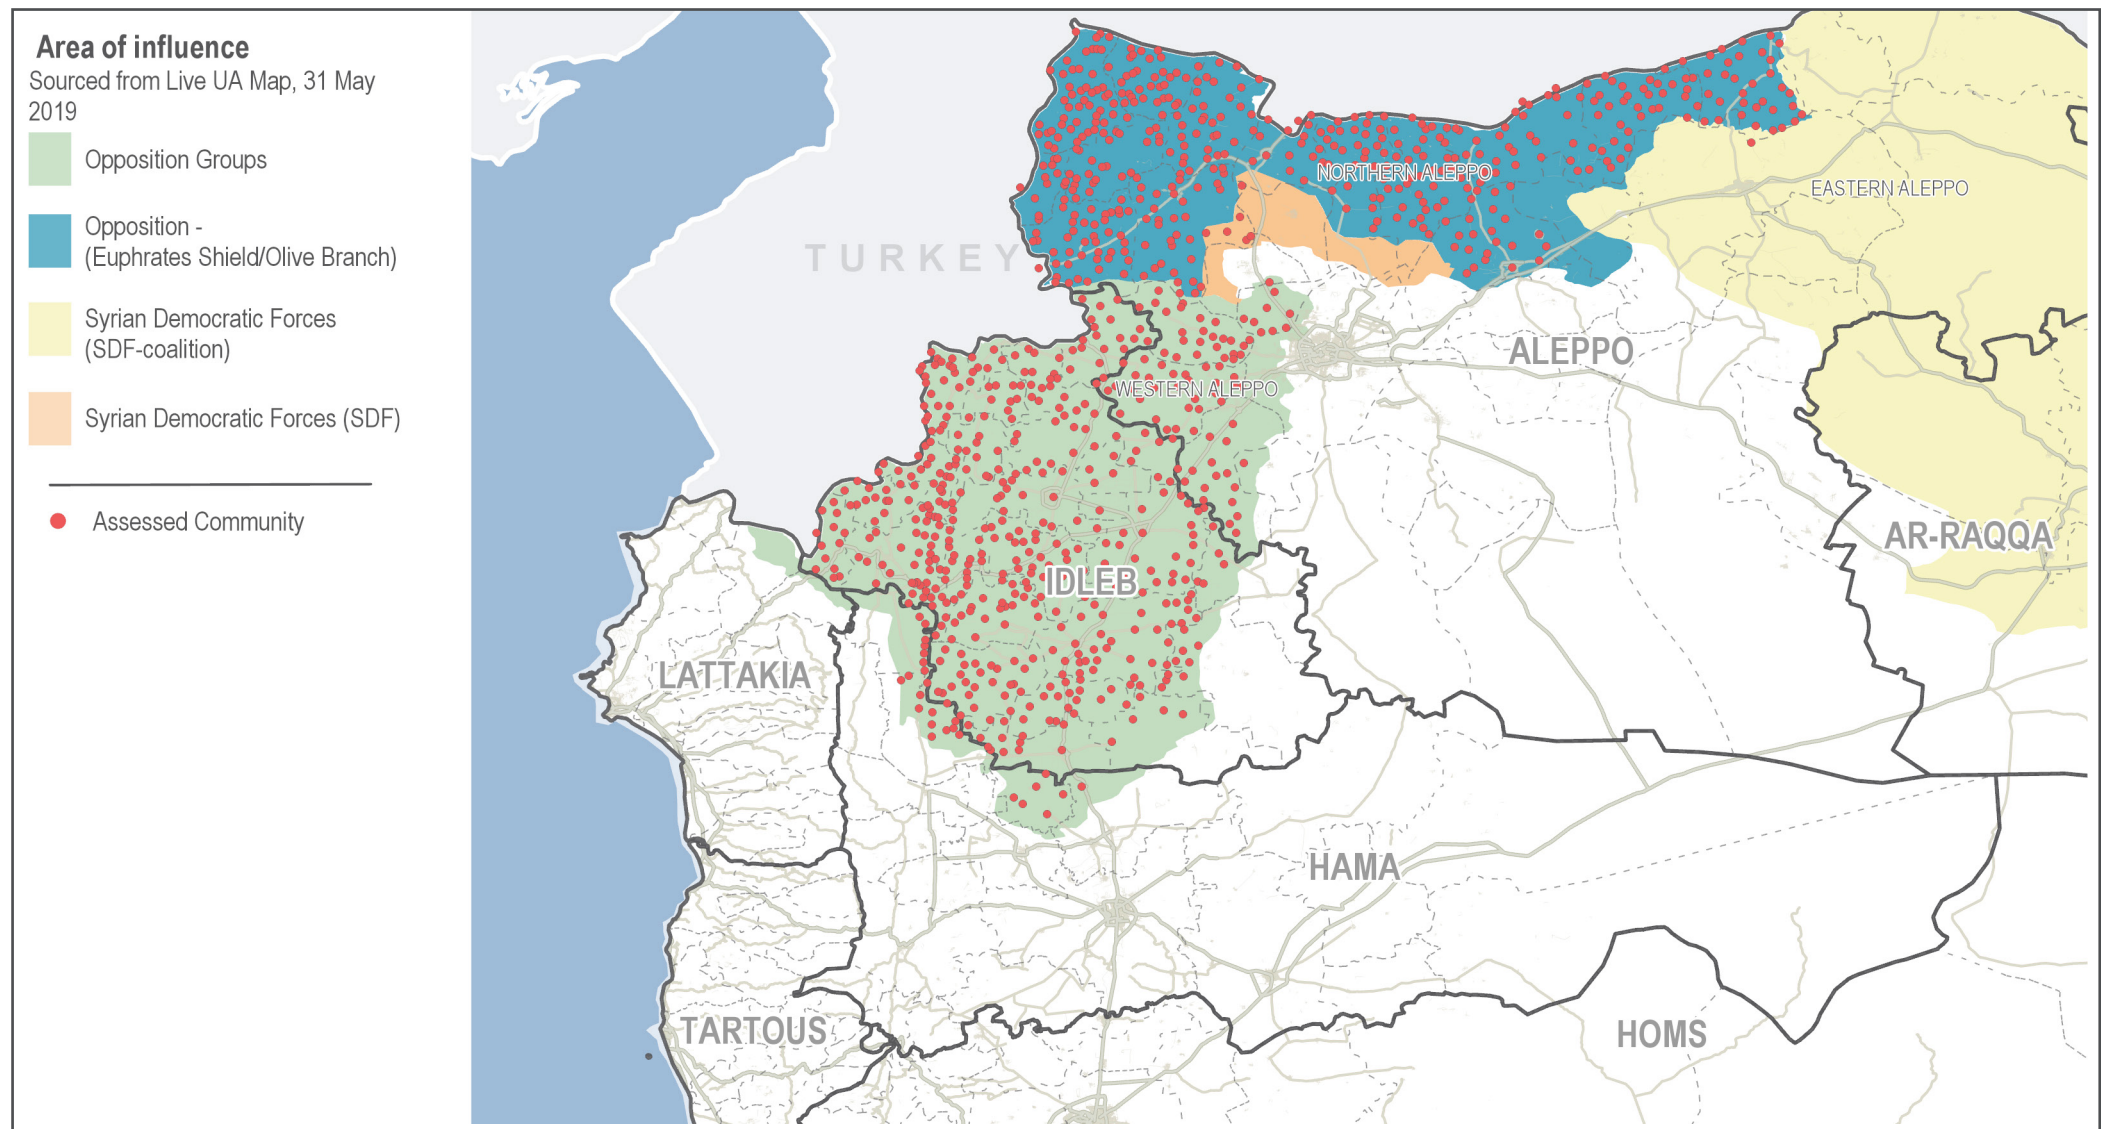 Area of influence
Sourced from Live UA Map, 31 May
2019
Opposition Groups
Opposition -
(Euphrates Shield/Olive Branch)
Syrian Democratic Forces
(SDF-coalition)
Syrian Democratic Forces (SDF)
Assessed Community
NORTHERN ALEPPO
EASTERN ALEPPO
TURKEY
ALEPPO
WESTERN ALEPPO
AR-RAQQA
IDLEB
LATTAKIA
HAMA
TARTOUS
HOMS